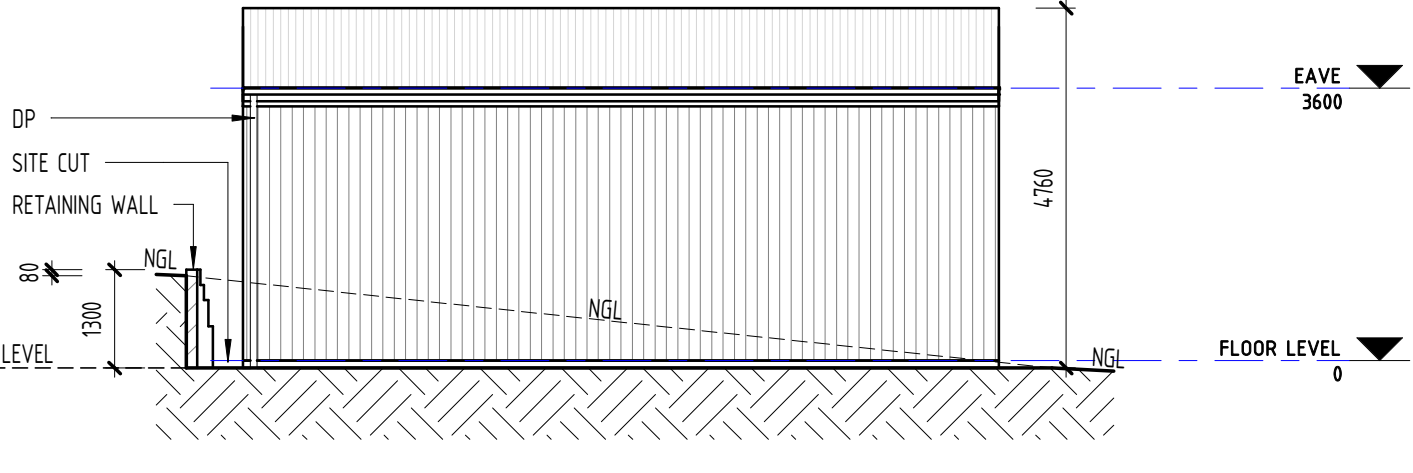 EAVE
3600
DP
SITE CUT
4760
RETAINING WALL
NGL
80
1300
NGL
LEVEL
FLOOR LEVEL
0
NGL